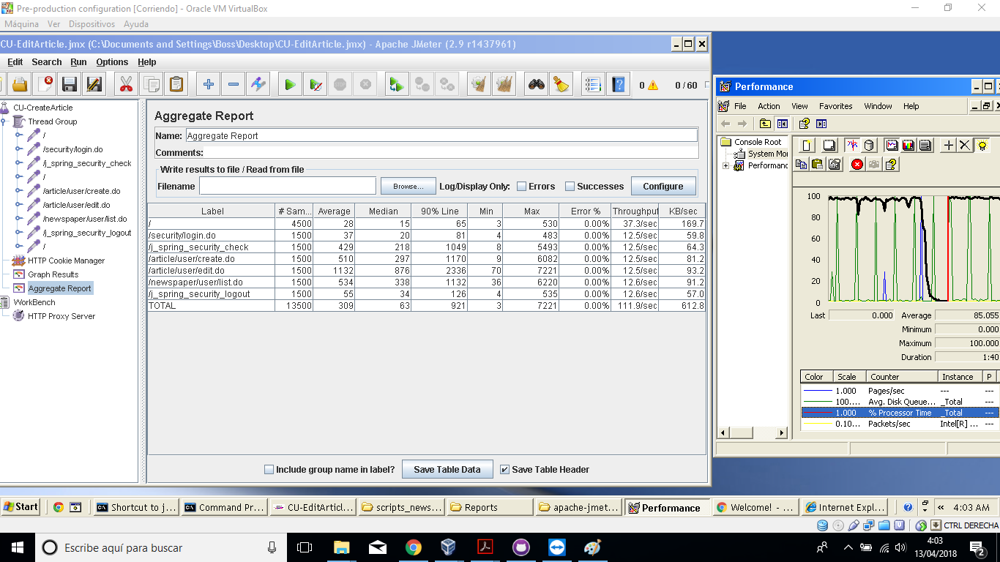 Pre-production configuration [Corriendo] - Oracle VM VirtualBox
Máquina Ver Dispositivos Ayuda
CU-EditArticle.jmx (C:\Documents and Settings\Boss\Desktop\CU-EditArticle.jmx) - Apache JMeter (2.9 r1437961)
Edit Search Run Options Help
0 0 / 60
CU-CreateArticle
Thread Group
/
/security/login.do
/j_spring_security_check
/
/article/user/create.do
/article/user/edit.do
/newspaper/user/list.do
/j_spring_security_logout
/
HTTP Cookie Manager
Graph Results
Aggregate Report
WorkBench
HTTP Proxy Server
Aggregate Report
Name: Aggregate Report
Comments:
Write results to file / Read from file
Filename Browse... Log/Display Only: Errors Successes Configure
Label # Sam... Average Median 90% Line Min Max Error % Throughput KB/sec
/ 4500 28 15 65 3 530 0.00% 37.3/sec 169.7
/security/login.do 1500 37 20 81 4 483 0.00% 12.5/sec 59.8
/j_spring_security_check 1500 429 218 1049 8 5493 0.00% 12.5/sec 64.3
/article/user/create.do 1500 510 297 1170 9 6082 0.00% 12.5/sec 81.2
/article/user/edit.do 1500 1132 876 2336 70 7221 0.00% 12.5/sec 93.2
/newspaper/user/list.do 1500 534 338 1132 36 6220 0.00% 12.6/sec 91.2
/j_spring_security_logout 1500 55 34 126 4 535 0.00% 12.6/sec 57.0
TOTAL 13500 309 63 921 3 7221 0.00% 111.9/sec 612.8
Include group name in label? Save Table Data Save Table Header
Performance
File Action View Favorites Window Help
Console Root
System Mor
Performanc
100
80
60
40
20
0
Last 0.000 Average 85.055
Minimum 0.000
Maximum 100.000
Duration 1:40
Color Scale Counter Instance P
1.000 Pages/sec --- ---
100.... Avg. Disk Queue... _Total ---
1.000 % Processor Time _Total ---
0.10... Packets/sec Intel[R] ... ---
Start Shortcut to j... Command Pr... CU-EditArticl... scripts_news... Reports apache-jmet... Performance Welcome! - ... Internet Expl... « 4:03 AM
CTRL DERECHA
Escribe aquí para buscar
4:03
13/04/2018
2